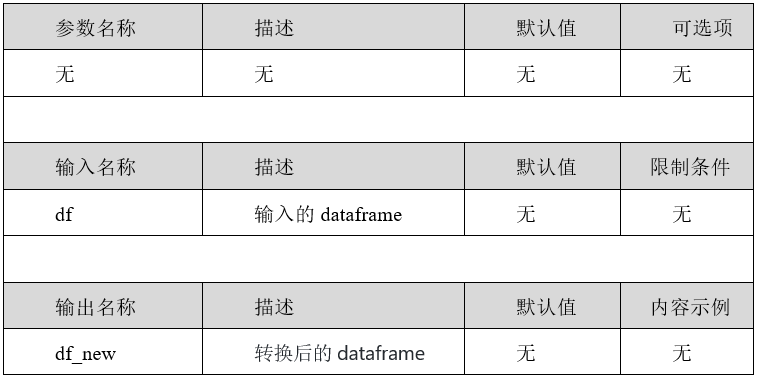 参数名称 描述 默认值 可选项
无 无 无 无
输入名称 描述 默认值 限制条件
df 输入的 dataframe 无 无
输出名称 描述 默认值 内容示例
df_new 转换后的 dataframe 无 无